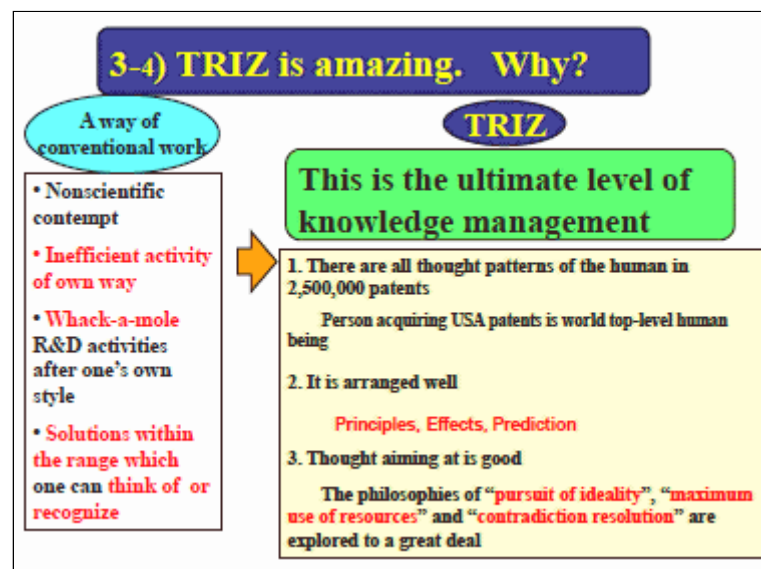 3-4) TRIZ is amazing. Why?
A way of
conventional work
• Nonscientific
contempt
• Inefficient activity
of own way
• Whack-a-mole
R&D activities
after one's own
style
• Solutions within
the range which
one can think of or
recognize
TRIZ
This is the ultimate level of
knowledge management
1. There are all thought patterns of the human in
2,500,000 patents
Person acquiring USA patents is world top-level human
being
2. It is arranged well
Principles, Effects, Prediction
3. Thought aiming at is good
The philosophies of “pursuit of ideality”, “maximum
use of resources” and “contradiction resolution” are
explored to a great deal